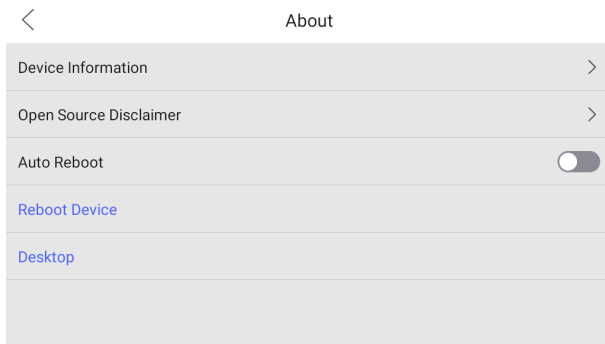 About
Device Information
Open Source Disclaimer
Auto Reboot
Reboot Device
Desktop